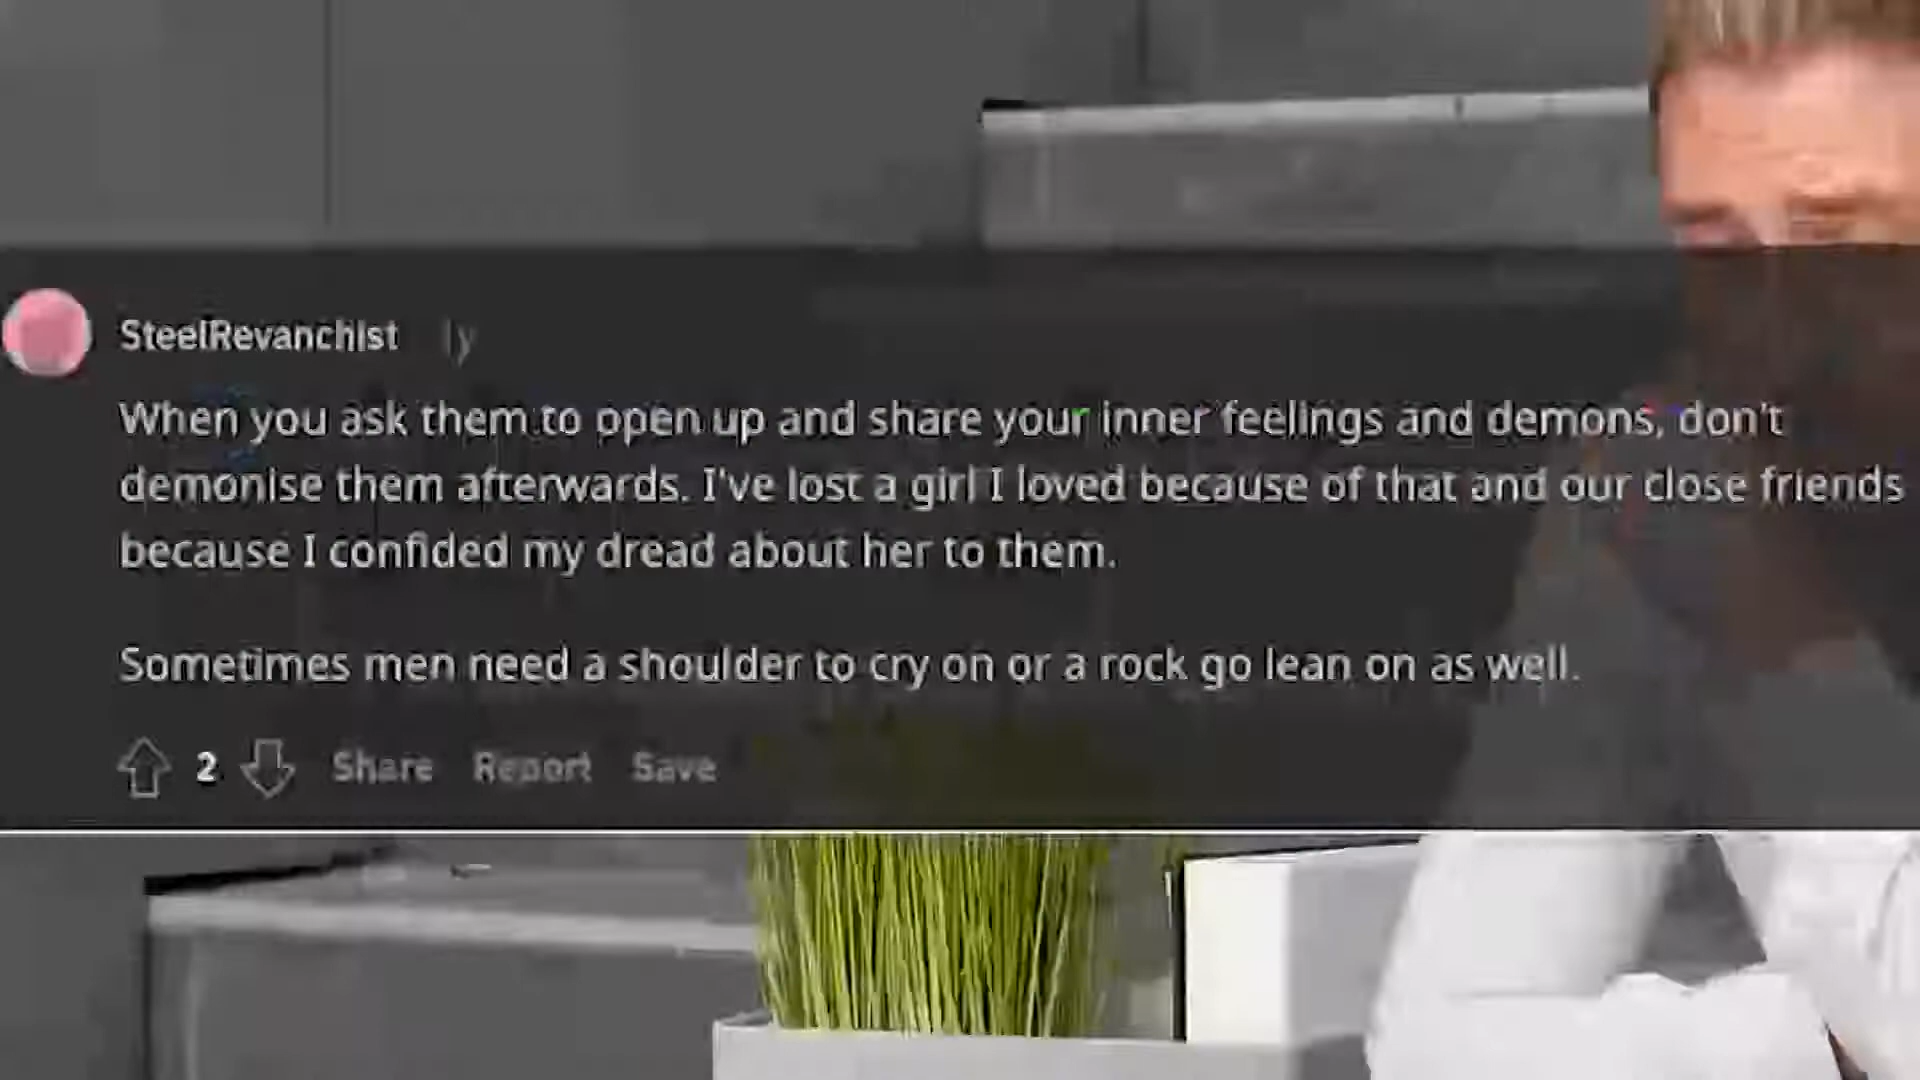 SteelRevanchist 1y
When you ask them to open up and share your inner feelings and demons, don't
demonise them afterwards. I've lost a girl I loved because of that and our close friends
because I confided my dread about her to them.
Sometimes men need a shoulder to cry on or a rock go lean on as well.
2 Share Report Save